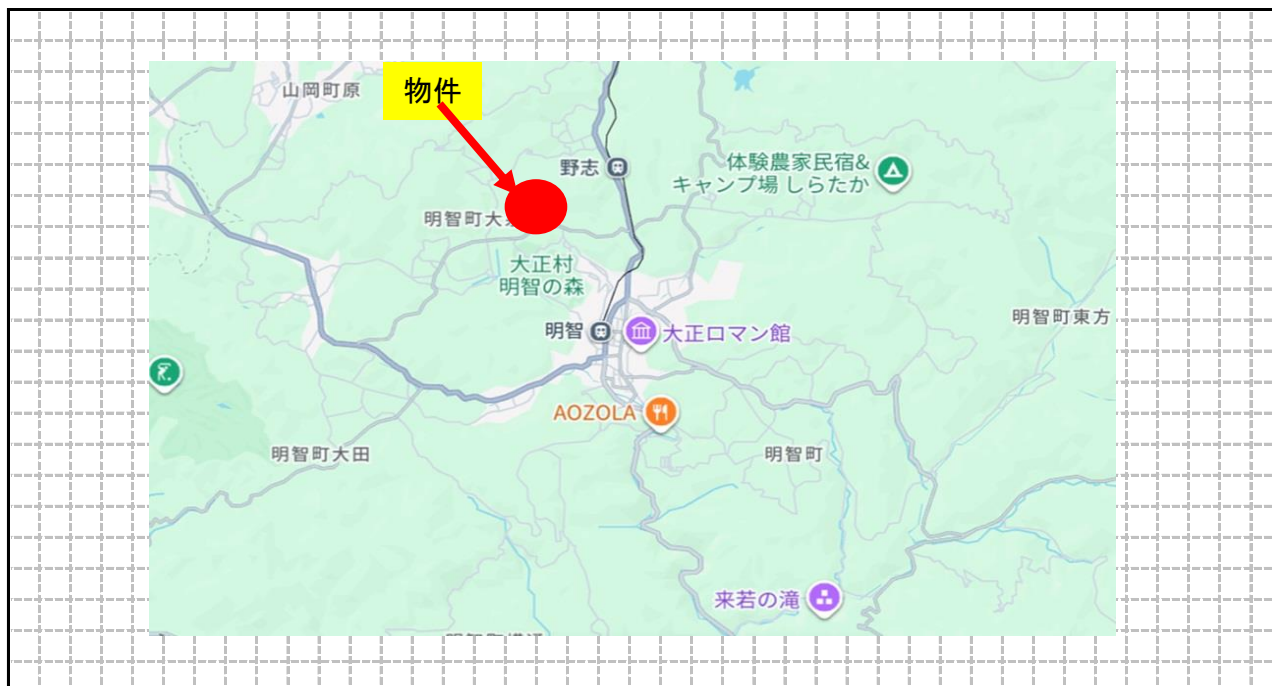 山岡町原
物件
野志
体験農家民宿&
キャンプ場 しらたか
明智町大
大正村
明智の森
明智町東方
明智
大正ロマン館
AOZOLA
明智町大田
明智町
来若の滝